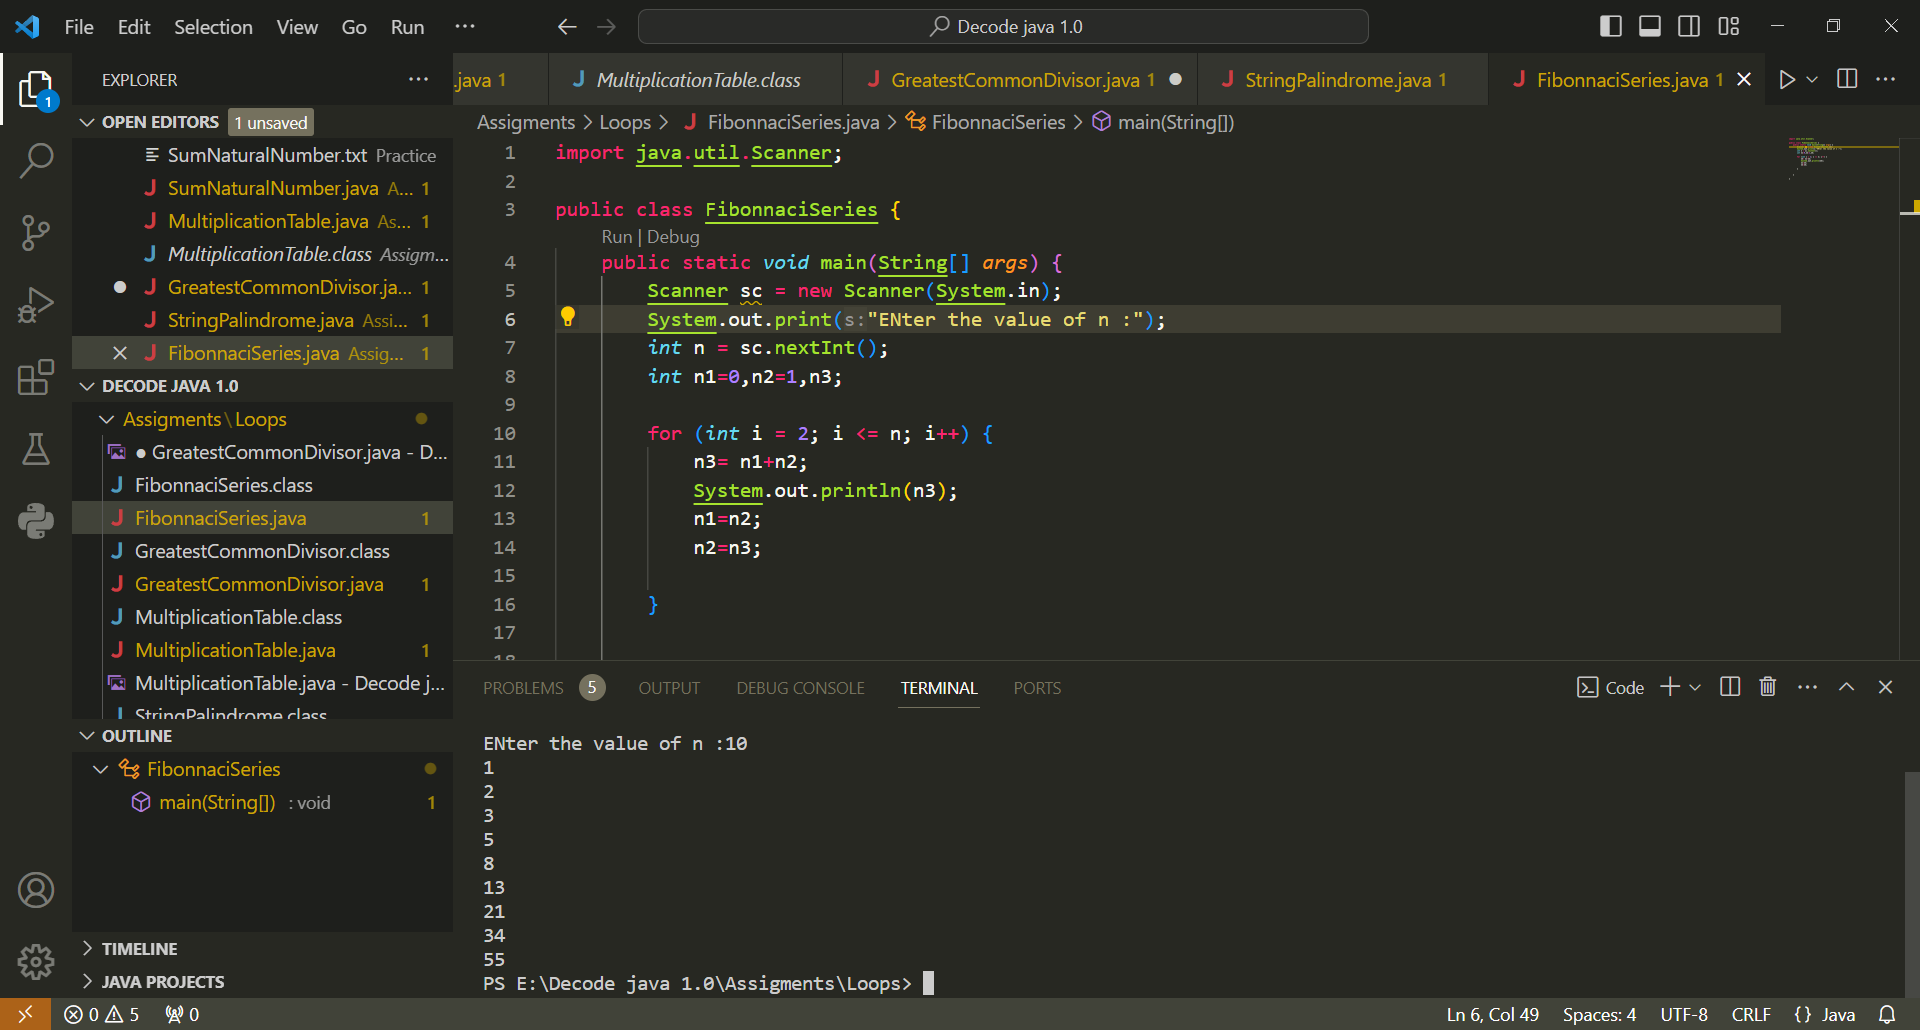 File Edit Selection View Go Run ··· Decode java 1.0
EXPLORER ···
.java 1 MultiplicationTable.class GreatestCommonDivisor.java 1 StringPalindrome.java 1 FibonnaciSeries.java 1
OPEN EDITORS 1 unsaved
SumNaturalNumber.txt Practice
SumNaturalNumber.java A... 1
MultiplicationTable.java As... 1
MultiplicationTable.class Assigm...
GreatestCommonDivisor.ja... 1
StringPalindrome.java Assi... 1
FibonnaciSeries.java Assig... 1
DECODE JAVA 1.0
Assigments\Loops
● GreatestCommonDivisor.java - D...
FibonnaciSeries.class
FibonnaciSeries.java 1
GreatestCommonDivisor.class
GreatestCommonDivisor.java 1
MultiplicationTable.class
MultiplicationTable.java 1
MultiplicationTable.java - Decode j...
StringPalindrome.class
OUTLINE
FibonnaciSeries
main(String[]) : void 1
TIMELINE
JAVA PROJECTS
1
Assigments > Loops > FibonnaciSeries.java > FibonnaciSeries > main(String[])
1 import java.util.Scanner;
2
3 public class FibonnaciSeries {
Run | Debug
4 public static void main(String[] args) {
5 Scanner sc = new Scanner(System.in);
6 System.out.print(s:"ENter the value of n :");
7 int n = sc.nextInt();
8 int n1=0,n2=1,n3;
9
10 for (int i = 2; i <= n; i++) {
11 n3= n1+n2;
12 System.out.println(n3);
13 n1=n2;
14 n2=n3;
15
16 }
17
18
PROBLEMS 5 OUTPUT DEBUG CONSOLE TERMINAL PORTS Code
ENter the value of n :10
1
2
3
5
8
13
21
34
55
PS E:\Decode java 1.0\Assigments\Loops>
0 5 0 Ln 6, Col 49 Spaces: 4 UTF-8 CRLF {} Java